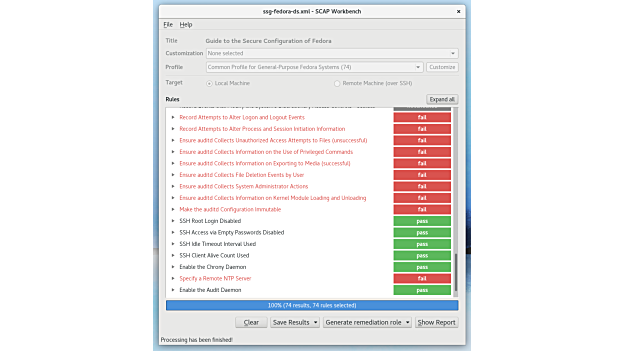 ssg-fedora-ds.xml - SCAP Workbench
File Help
Title Guide to the Secure Configuration of Fedora
Customization None selected
Profile Common Profile for General-Purpose Fedora Systems (74) Customize
Target Local Machine Remote Machine (over SSH)
Rules Expand all
Record Attempts to Alter Logon and Logout Events fail
Record Attempts to Alter Process and Session Initiation Information fail
Ensure auditd Collects Unauthorized Access Attempts to Files (unsuccessful) fail
Ensure auditd Collects Information on the Use of Privileged Commands fail
Ensure auditd Collects Information on Exporting to Media (successful) fail
Ensure auditd Collects File Deletion Events by User fail
Ensure auditd Collects System Administrator Actions fail
Ensure auditd Collects Information on Kernel Module Loading and Unloading fail
Make the auditd Configuration Immutable fail
SSH Root Login Disabled pass
SSH Access via Empty Passwords Disabled pass
SSH Idle Timeout Interval Used pass
SSH Client Alive Count Used pass
Enable the Chrony Daemon pass
Specify a Remote NTP Server fail
Enable the Audit Daemon pass
100% (74 results, 74 rules selected)
Clear Save Results Generate remediation role Show Report
Processing has been finished!